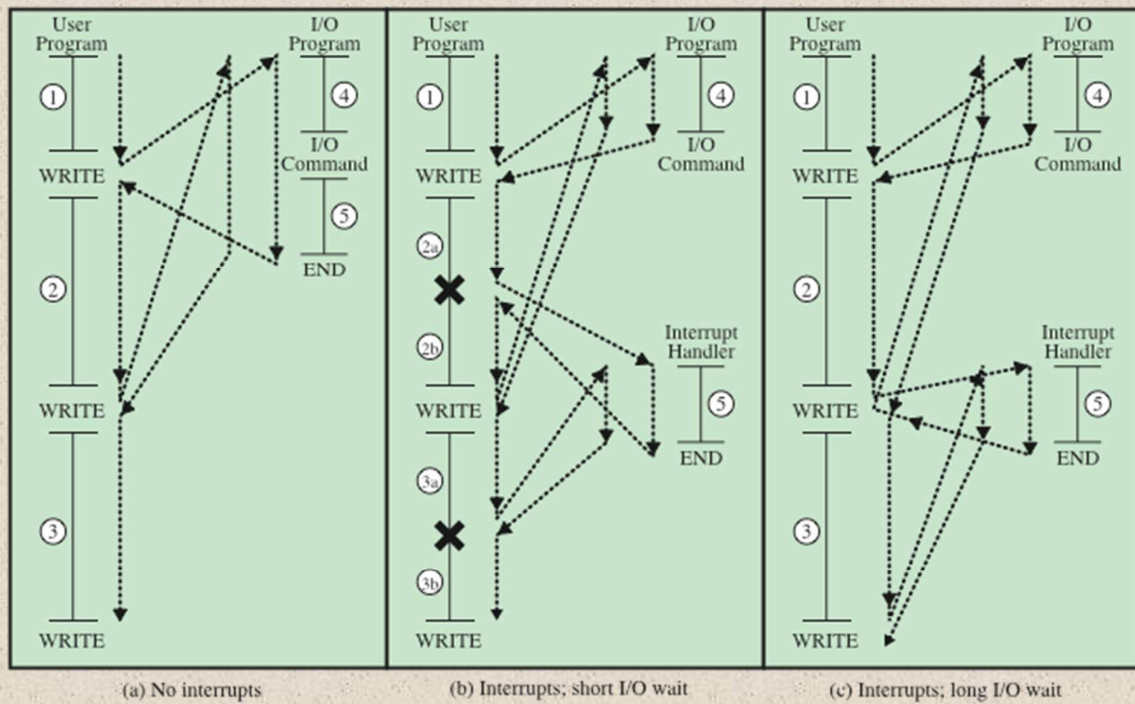 User
Program
I/O
Program
1
4
I/O
Command
WRITE
5
END
2
WRITE
3
WRITE
(a) No interrupts
User
Program
I/O
Program
1
4
I/O
Command
WRITE
2a
2b
Interrupt
Handler
5
END
WRITE
3a
3b
WRITE
(b) Interrupts; short I/O wait
User
Program
I/O
Program
1
4
I/O
Command
WRITE
2
Interrupt
Handler
5
END
WRITE
3
WRITE
(c) Interrupts; long I/O wait